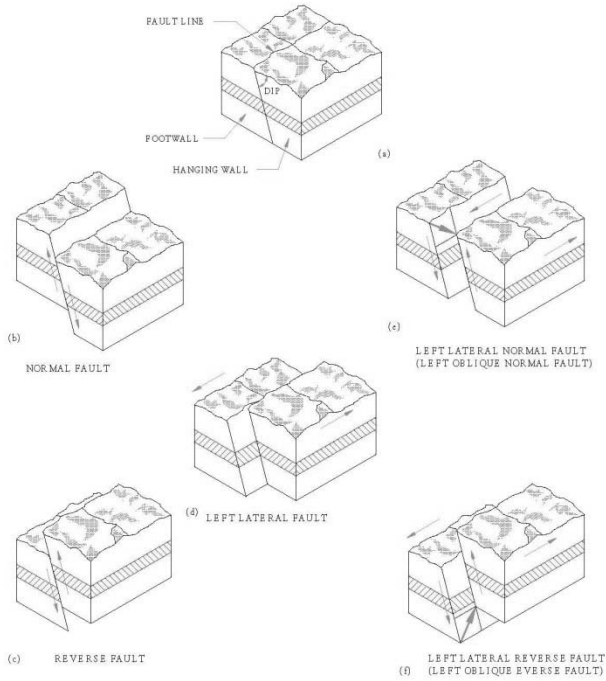 FAULT LINE
DIP
FOOTWALL
HANGING WALL
(a)
(b)
NORMAL FAULT
(e)
LEFT LATERAL NORMAL FAULT
(LEFT OBLIQUE NORMAL FAULT)
(d)
LEFT LATERAL FAULT
(c)
REVERSE FAULT
(f)
LEFT LATERAL REVERSE FAULT
(LEFT OBLIQUE EVERSE FAULT)